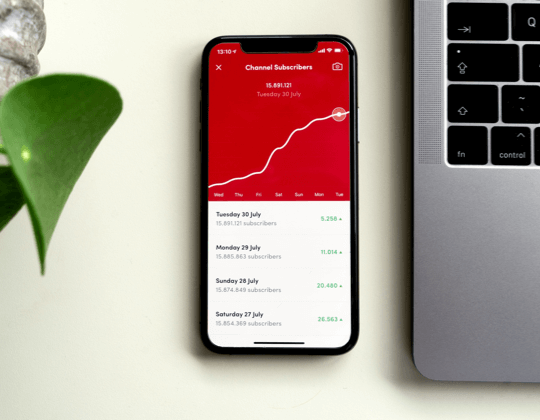 13:10
Channel Subscribers
15.891.121
Tuesday 30 July
Wed Thu Fri Sat Sun Mon Tue
Tuesday 30 July
15.891.121 subscribers
5.258
Monday 29 July
15.885.863 subscribers
11.014
Sunday 28 July
15.874.849 subscribers
20.480
Saturday 27 July
15.854.369 subscribers
26.563
Q
~
`
fn
control